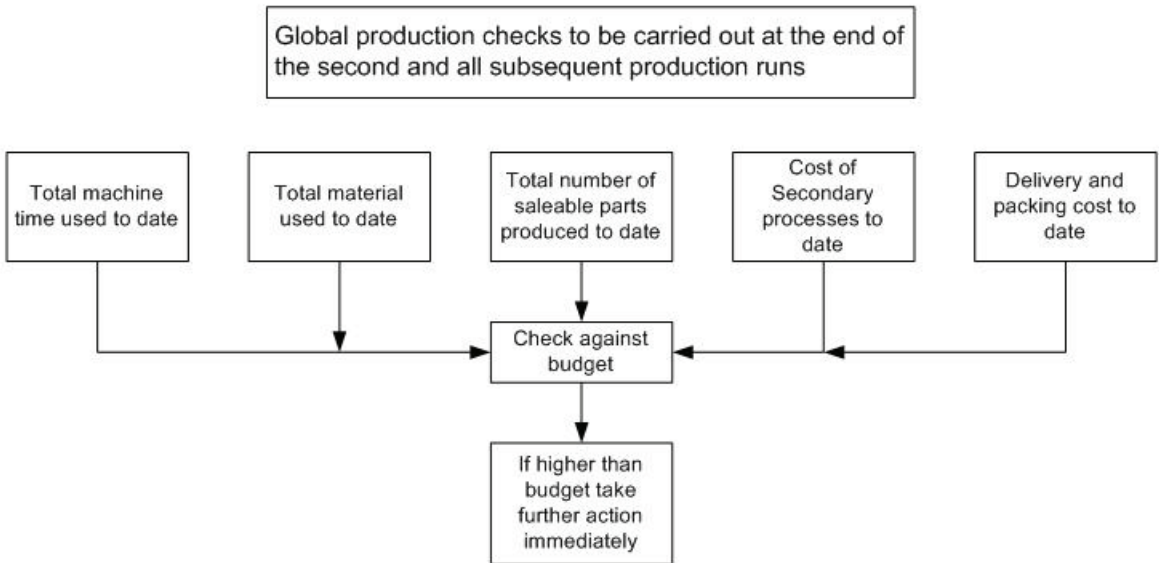 Global production checks to be carried out at the end of
the second and all subsequent production runs
Total machine
time used to date
Total material
used to date
Total number of
saleable parts
produced to date
Cost of
Secondary
processes to
date
Delivery and
packing cost to
date
Check against
budget
If higher than
budget take
further action
immediately